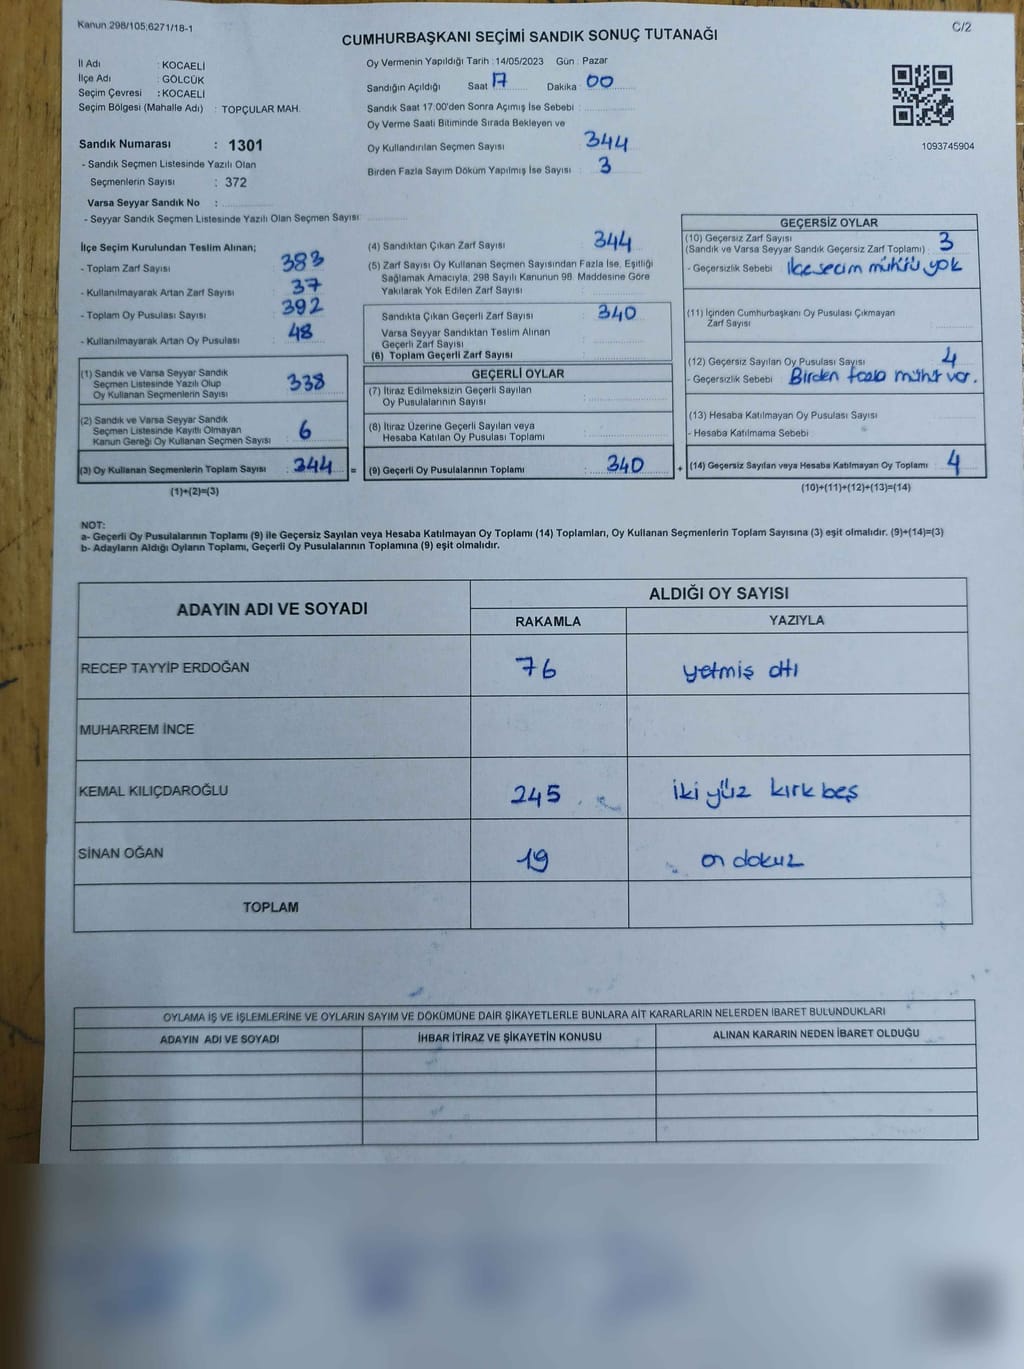 Kanun 298/105,6271/18-1
C/2
CUMHURBAŞKANI SEÇİMİ SANDIK SONUÇ TUTANAĞI
İl Adı : KOCAELİ
İlçe Adı : GÖLCÜK
Seçim Çevresi : KOCAELİ
Seçim Bölgesi (Mahalle Adı) : TOPÇULAR MAH.
Sandık Numarası : 1301
- Sandık Seçmen Listesinde Yazılı Olan
Seçmenlerin Sayısı : 372
Varsa Seyyar Sandık No :
- Seyyar Sandık Seçmen Listesinde Yazılı Olan Seçmen Sayısı:
Oy Vermenin Yapıldığı Tarih :14/05/2023 Gün : Pazar
Sandığın Açıldığı Saat 17 Dakika : 00
Sandık Saat 17:00'den Sonra Açımış İse Sebebi :
Oy Verme Saati Bitiminde Sırada Bekleyen ve
Oy Kullandırılan Seçmen Sayısı : 344
Birden Fazla Sayım Döküm Yapılmış İse Sayısı : 3
1093745904
İlçe Seçim Kurulundan Teslim Alınan;
- Toplam Zarf Sayısı : 383
- Kullanılmayarak Artan Zarf Sayısı : 37
- Toplam Oy Pusulası Sayısı : 392
- Kullanılmayarak Artan Oy Pusulası : 48
(1) Sandık ve Varsa Seyyar Sandık
Seçmen Listesinde Yazılı Olup
Oy Kullanan Seçmenlerin Sayısı : 338
(2) Sandık ve Varsa Seyyar Sandık
Seçmen Listesinde Kayıtlı Olmayan
Kanun Gereği Oy Kullanan Seçmen Sayısı : 6
(3) Oy Kullanan Seçmenlerin Toplam Sayısı : 344 =
(1)+(2)=(3)
(4) Sandıktan Çıkan Zarf Sayısı : 344
(5) Zarf Sayısı Oy Kullanan Seçmen Sayısından Fazla İse, Eşitliği
Sağlamak Amacıyla, 298 Sayılı Kanunun 98. Maddesine Göre
Yakılarak Yok Edilen Zarf Sayısı :
Sandıkta Çıkan Geçerli Zarf Sayısı : 340
Varsa Seyyar Sandıktan Teslim Alınan
Geçerli Zarf Sayısı :
(6) Toplam Geçerli Zarf Sayısı :
GEÇERLİ OYLAR
(7) İtiraz Edilmeksizin Geçerli Sayılan
Oy Pusulalarının Sayısı :
(8) İtiraz Üzerine Geçerli Sayılan veya
Hesaba Katılan Oy Pusulası Toplamı :
(9) Geçerli Oy Pusulalarının Toplamı : 340 +
GEÇERSİZ OYLAR
(10) Geçersiz Zarf Sayısı
(Sandık ve Varsa Seyyar Sandık Geçersiz Zarf Toplamı) : 3
- Geçersizlik Sebebi : ilçe seçim mührü yok
(11) İçinden Cumhurbaşkanı Oy Pusulası Çıkmayan
Zarf Sayısı :
(12) Geçersiz Sayılan Oy Pusulası Sayısı : 4
- Geçersizlik Sebebi : Birden fazla mühür var.
(13) Hesaba Katılmayan Oy Pusulası Sayısı :
- Hesaba Katılmama Sebebi :
(14) Geçersiz Sayılan veya Hesaba Katılmayan Oy Toplamı : 4
(10)+(11)+(12)+(13)=(14)
NOT:
a- Geçerli Oy Pusulalarının Toplamı (9) ile Geçersiz Sayılan veya Hesaba Katılmayan Oy Toplamı (14) Toplamları, Oy Kullanan Seçmenlerin Toplam Sayısına (3) eşit olmalıdır. (9)+(14)=(3)
b- Adayların Aldığı Oyların Toplamı, Geçerli Oy Pusulalarının Toplamına (9) eşit olmalıdır.
ADAYIN ADI VE SOYADI
ALDIĞI OY SAYISI
RAKAMLA YAZIYLA
RECEP TAYYİP ERDOĞAN 76 yetmiş altı
MUHARREM İNCE
KEMAL KILIÇDAROĞLU 245 iki yüz kırk beş
SİNAN OĞAN 19 on dokuz
TOPLAM
OYLAMA İŞ VE İŞLEMLERİNE VE OYLARIN SAYIM VE DÖKÜMÜNE DAİR ŞİKAYETLERLE BUNLARA AİT KARARLARIN NELERDEN İBARET BULUNDUKLARI
ADAYIN ADI VE SOYADI İHBAR İTİRAZ VE ŞİKAYETİN KONUSU ALINAN KARARIN NEDEN İBARET OLDUĞU